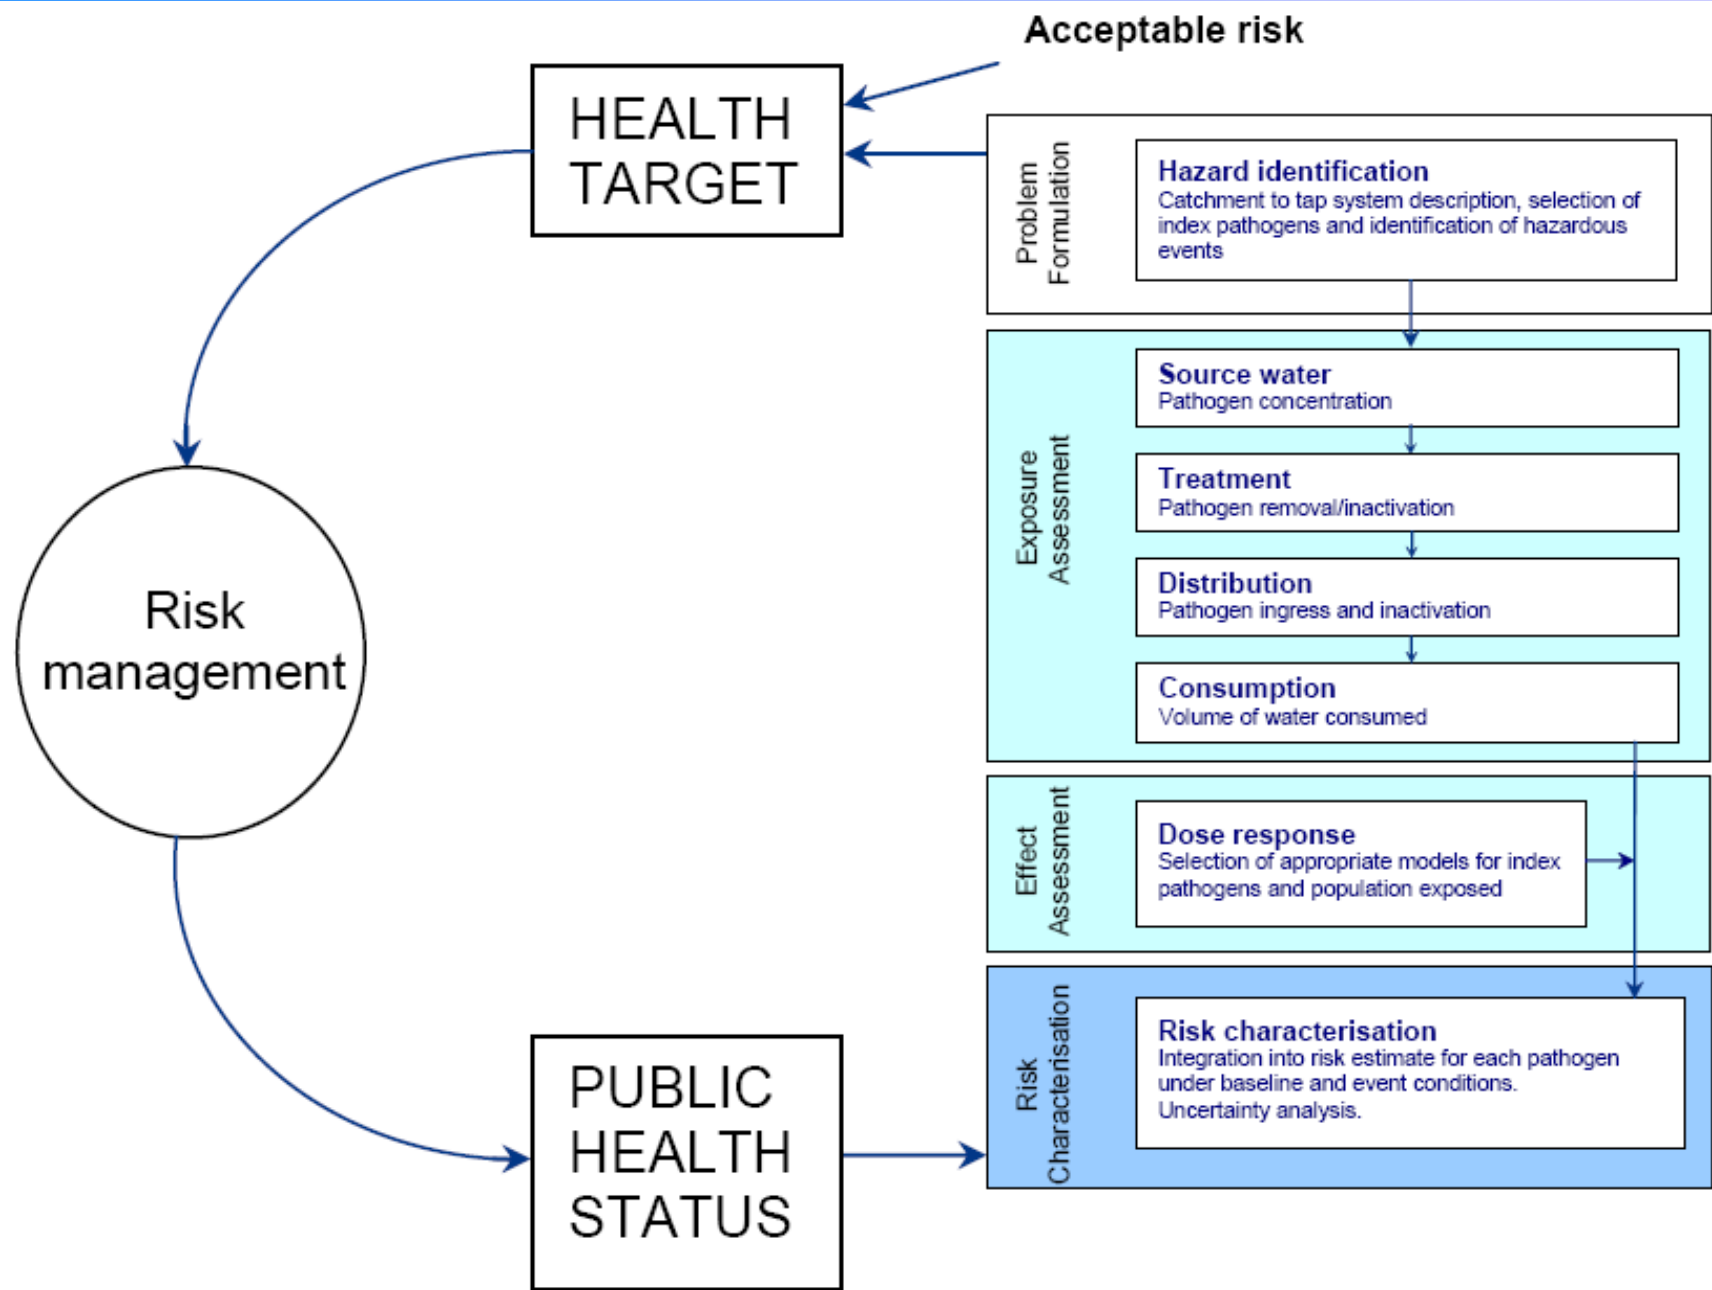 Acceptable risk
HEALTH
TARGET
Problem
Formulation
Hazard identification
Catchment to tap system description, selection of
index pathogens and identification of hazardous
events
Exposure
Assessment
Source water
Pathogen concentration
Treatment
Pathogen removal/inactivation
Distribution
Pathogen ingress and inactivation
Consumption
Volume of water consumed
Risk
management
Effect
Assessment
Dose response
Selection of appropriate models for index
pathogens and population exposed
PUBLIC
HEALTH
STATUS
Risk
Characterisation
Risk characterisation
Integration into risk estimate for each pathogen
under baseline and event conditions.
Uncertainty analysis.